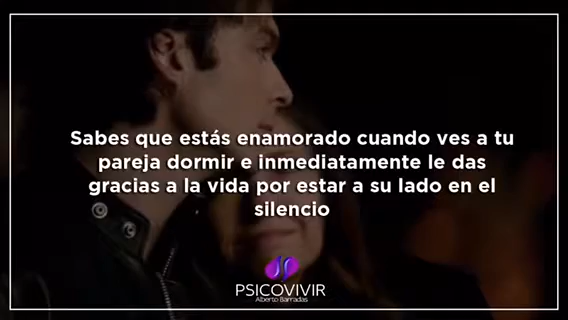 Sabes que estás enamorado cuando ves a tu
pareja dormir e inmediatamente le das
gracias a la vida por estar a su lado en el
silencio
PSICOVIVIR
Alberto Barradas